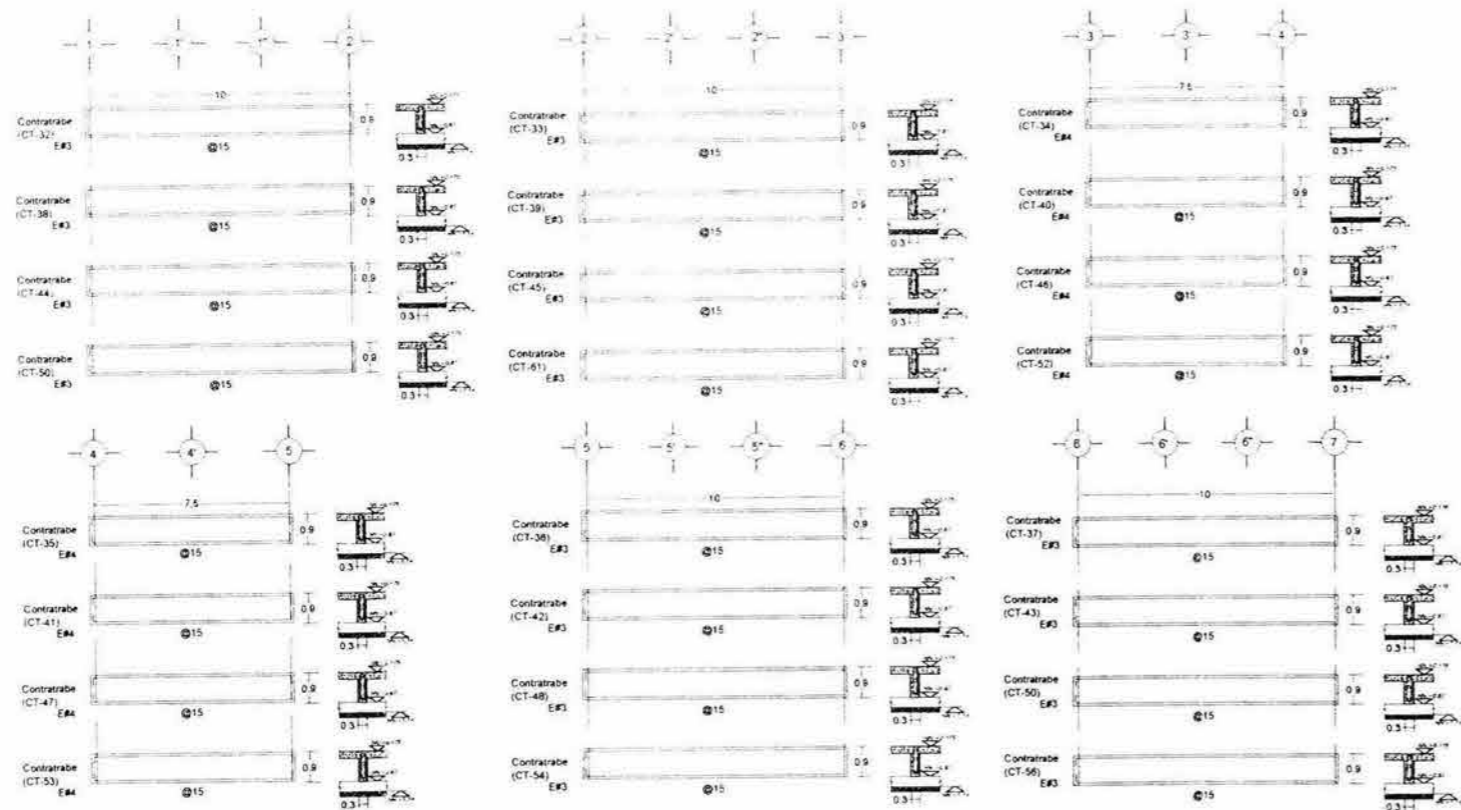 1 1' 1" 2
10
Contratrabe
(CT-32)
E#3
@15
0.9
0.3
Contratrabe
(CT-38)
E#3
@15
0.9
0.3
Contratrabe
(CT-44)
E#3
@15
0.9
0.3
Contratrabe
(CT-50)
E#3
@15
0.9
0.3
2 2' 2" 3
10
Contratrabe
(CT-33)
E#3
@15
0.9
0.3
Contratrabe
(CT-39)
E#3
@15
0.9
0.3
Contratrabe
(CT-45)
E#3
@15
0.9
0.3
Contratrabe
(CT-61)
E#3
@15
0.9
0.3
3 3' 4
7.5
Contratrabe
(CT-34)
E#4
@15
0.9
0.3
Contratrabe
(CT-40)
E#4
@15
0.9
0.3
Contratrabe
(CT-46)
E#4
@15
0.9
0.3
Contratrabe
(CT-52)
E#4
@15
0.9
0.3
4 4' 5
7.5
Contratrabe
(CT-35)
E#4
@15
0.9
0.3
Contratrabe
(CT-41)
E#4
@15
0.9
0.3
Contratrabe
(CT-47)
E#4
@15
0.9
0.3
Contratrabe
(CT-53)
E#4
@15
0.9
0.3
5 5' 5" 6
10
Contratrabe
(CT-36)
E#3
@15
0.9
0.3
Contratrabe
(CT-42)
E#3
@15
0.9
0.3
Contratrabe
(CT-48)
E#3
@15
0.9
0.3
Contratrabe
(CT-54)
E#3
@15
0.9
0.3
6 6' 6" 7
10
Contratrabe
(CT-37)
E#3
@15
0.9
0.3
Contratrabe
(CT-43)
E#3
@15
0.9
0.3
Contratrabe
(CT-50)
E#3
@15
0.9
0.3
Contratrabe
(CT-56)
E#3
@15
0.9
0.3